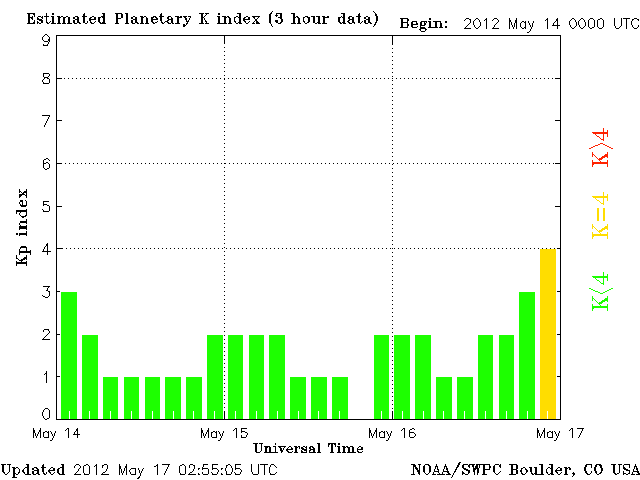 Estimated Planetary K index (3 hour data) Begin: 2012 May 14 0000 UTC
9
8
7
6
5
4
3
2
1
0
Kp index
K>4
K=4
K<4
May 14 May 15 May 16 May 17
Universal Time
Updated 2012 May 17 02:55:05 UTC NOAA/SWPC Boulder, CO USA